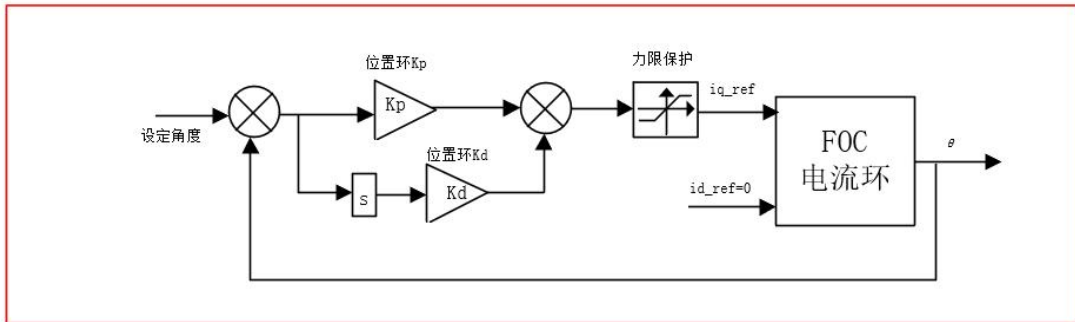 位置环Kp
力限保护
Kp
iq_ref
设定角度
位置环Kd
FOC
电流环
θ
s
Kd
id_ref=0